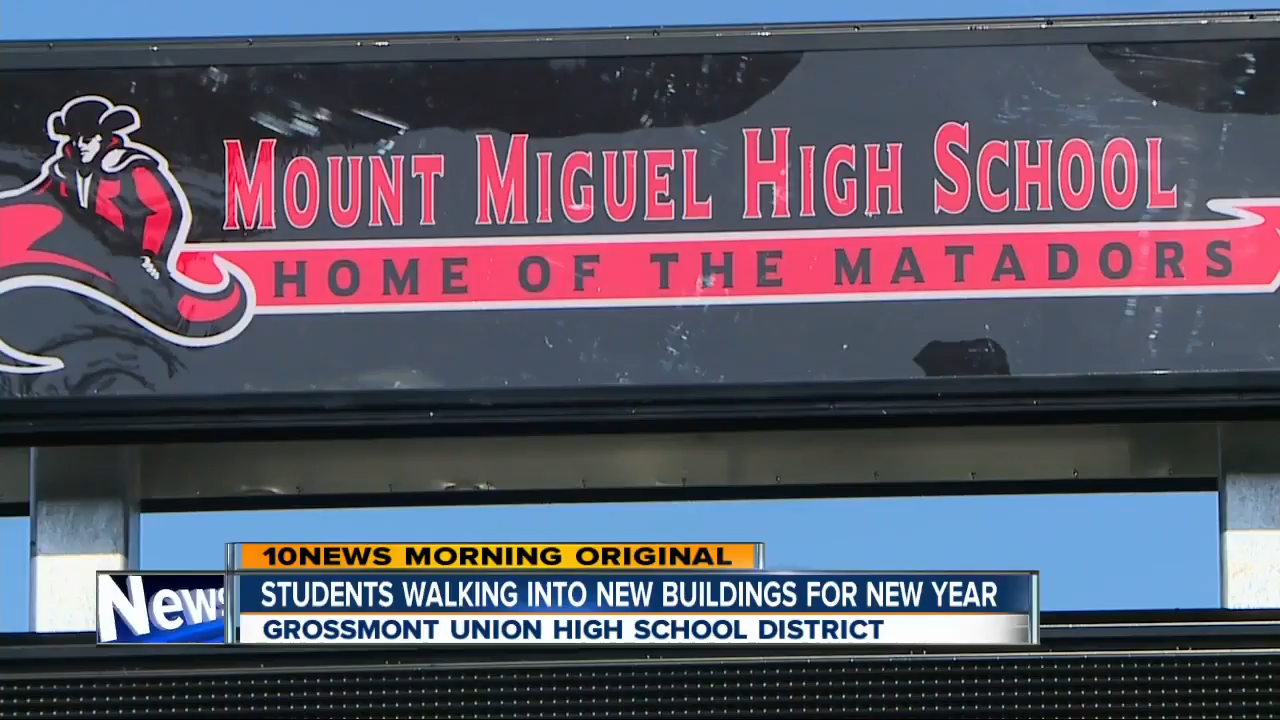 MOUNT MIGUEL HIGH SCHOOL
HOME OF THE MATADORS
10NEWS MORNING ORIGINAL
News
STUDENTS WALKING INTO NEW BUILDINGS FOR NEW YEAR
GROSSMONT UNION HIGH SCHOOL DISTRICT